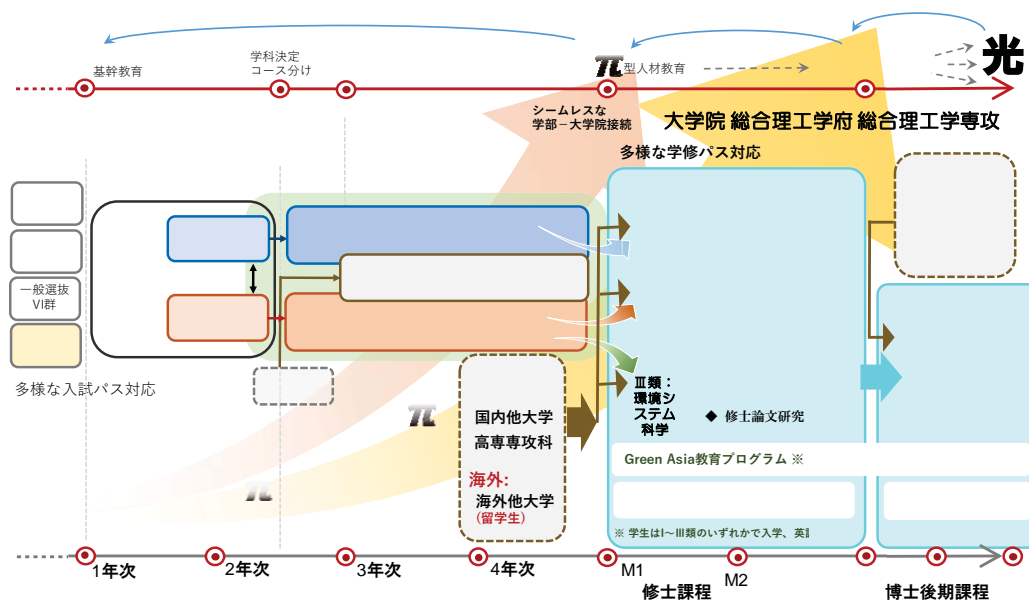 光
学科決定
コース分け
基幹教育
π型人材教育
シームレスな
学部－大学院接続
大学院 総合理工学府 総合理工学専攻
多様な学修パス対応
一般選抜
VI群
多様な入試パス対応
π
π
国内他大学
高専専攻科
海外:
海外他大学
(留学生)
Ⅲ類：
環境シ
ステム
科学
◆ 修士論文研究
Green Asia教育プログラム ※
※ 学生はI～III類のいずれかで入学、英
1年次
2年次
3年次
4年次
M1
修士課程
M2
博士後期課程